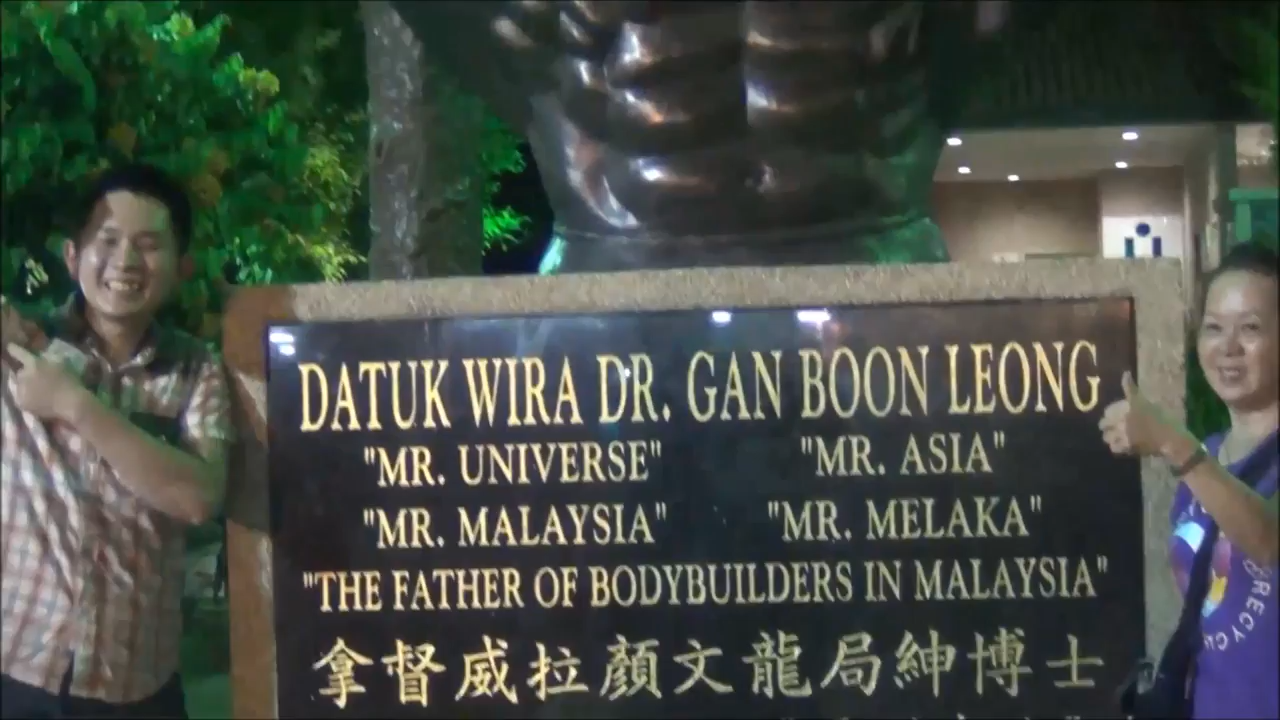 DATUK WIRA DR. GAN BOON LEONG
"MR. UNIVERSE" "MR. ASIA"
"MR. MALAYSIA" "MR. MELAKA"
"THE FATHER OF BODYBUILDERS IN MALAYSIA"
拿督威拉顏文龍局紳博士
RECYCLE